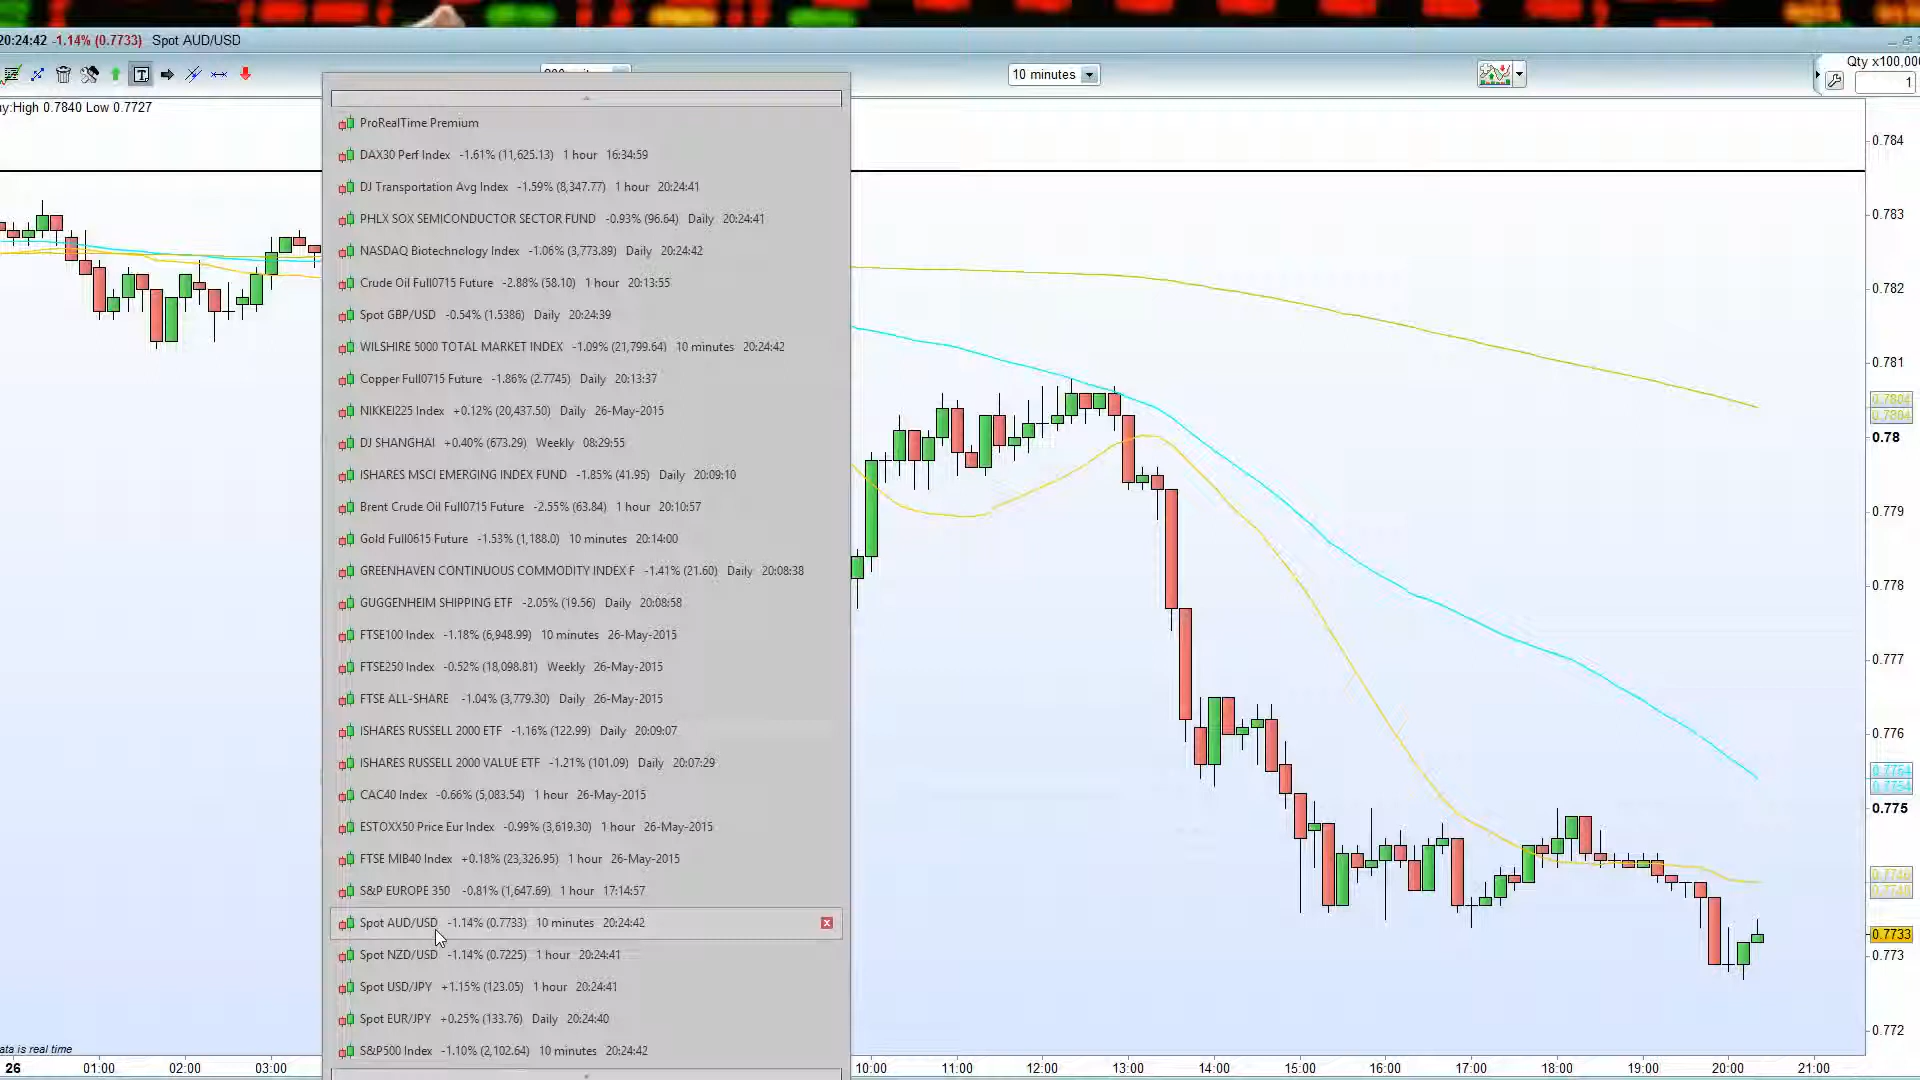 20:24:42 -1.14% (0.7733) Spot AUD/USD
10 minutes
Qty x100,000
1
High 0.7840 Low 0.7727
ProRealTime Premium
DAX30 Perf Index -1.61% (11,625.13) 1 hour 16:34:59
DJ Transportation Avg Index -1.59% (8,347.77) 1 hour 20:24:41
PHLX SOX SEMICONDUCTOR SECTOR FUND -0.93% (96.64) Daily 20:24:41
NASDAQ Biotechnology Index -1.06% (3,773.89) Daily 20:24:42
Crude Oil Full0715 Future -2.88% (58.10) 1 hour 20:13:55
Spot GBP/USD -0.54% (1.5386) Daily 20:24:39
WILSHIRE 5000 TOTAL MARKET INDEX -1.09% (21,799.64) 10 minutes 20:24:42
Copper Full0715 Future -1.86% (2.7745) Daily 20:13:37
NIKKEI225 Index +0.12% (20,437.50) Daily 26-May-2015
DJ SHANGHAI +0.40% (673.29) Weekly 08:29:55
ISHARES MSCI EMERGING INDEX FUND -1.85% (41.95) Daily 20:09:10
Brent Crude Oil Full0715 Future -2.55% (63.84) 1 hour 20:10:57
Gold Full0615 Future -1.53% (1,188.0) 10 minutes 20:14:00
GREENHAVEN CONTINUOUS COMMODITY INDEX F -1.41% (21.60) Daily 20:08:38
GUGGENHEIM SHIPPING ETF -2.05% (19.56) Daily 20:08:58
FTSE100 Index -1.18% (6,948.99) 10 minutes 26-May-2015
FTSE250 Index -0.52% (18,098.81) Weekly 26-May-2015
FTSE ALL-SHARE -1.04% (3,779.30) Daily 26-May-2015
ISHARES RUSSELL 2000 ETF -1.16% (122.99) Daily 20:09:07
ISHARES RUSSELL 2000 VALUE ETF -1.21% (101.09) Daily 20:07:29
CAC40 Index -0.66% (5,083.54) 1 hour 26-May-2015
ESTOXX50 Price Eur Index -0.99% (3,619.30) 1 hour 26-May-2015
FTSE MIB40 Index +0.18% (23,326.95) 1 hour 26-May-2015
S&P EUROPE 350 -0.81% (1,647.69) 1 hour 17:14:57
Spot AUD/USD -1.14% (0.7733) 10 minutes 20:24:42
Spot NZD/USD -1.14% (0.7225) 1 hour 20:24:41
Spot USD/JPY +1.15% (123.05) 1 hour 20:24:41
Spot EUR/JPY +0.25% (133.76) Daily 20:24:40
S&P500 Index -1.10% (2,102.64) 10 minutes 20:24:42
0.784
0.783
0.782
0.781
0.7804
0.7804
0.78
0.779
0.778
0.777
0.776
0.7754
0.7754
0.775
0.7740
0.7740
0.7733
0.773
0.772
ata is real time
26 01:00 02:00 03:00 10:00 11:00 12:00 13:00 14:00 15:00 16:00 17:00 18:00 19:00 20:00 21:00